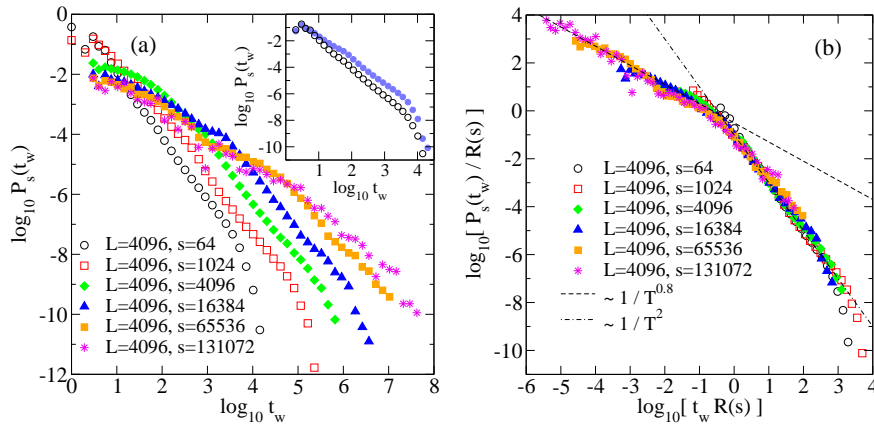 (a)
log10 Ps(tw)
0
-2
-4
-6
-8
-10
-12
0 1 2 3 4 5 6 7 8
log10 tw
L=4096, s=64
L=4096, s=1024
L=4096, s=4096
L=4096, s=16384
L=4096, s=65536
L=4096, s=131072
log10 Ps(tw)
-2
-4
-6
-8
-10
0 1 2 3 4
log10 tw
(b)
log10[ Ps(tw) / R(s) ]
4
2
0
-2
-4
-6
-8
-10
-6 -5 -4 -3 -2 -1 0 1 2 3 4
log10[ tw R(s) ]
L=4096, s=64
L=4096, s=1024
L=4096, s=4096
L=4096, s=16384
L=4096, s=65536
L=4096, s=131072
~ 1 / T^0.8
~ 1 / T^2